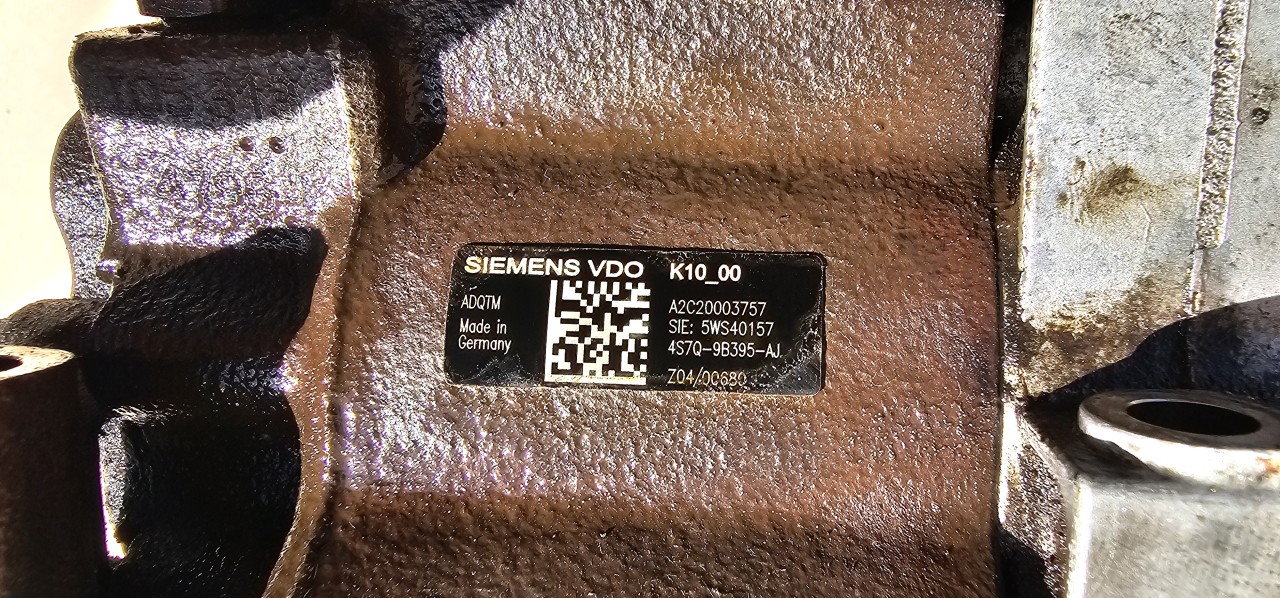 SIEMENS VDO K10_00
ADQTM
Made in
Germany
A2C20003757
SIE: 5WS40157
4S7Q-9B395-AJ
Z04/00680